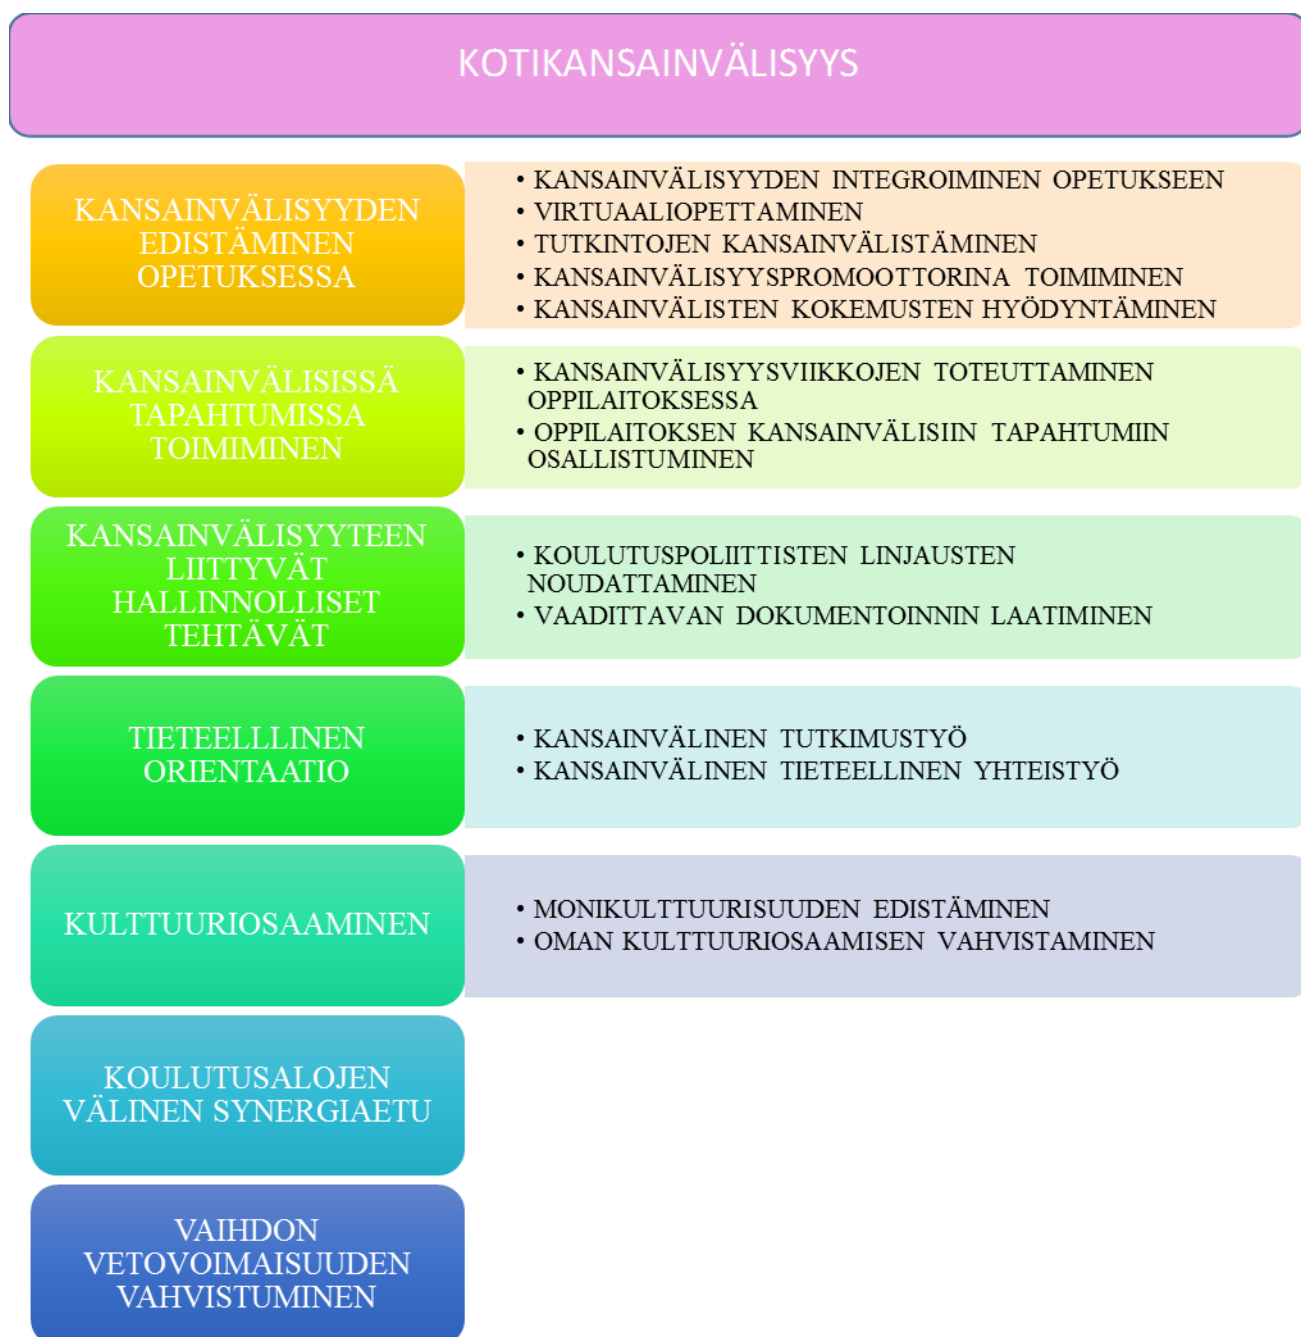 KOTIKANSAINVÄLISYYS
KANSAINVÄLISYYDEN
EDISTÄMINEN
OPETUKSESSA
• KANSAINVÄLISYYDEN INTEGROIMINEN OPETUKSEEN
• VIRTUAALIOPETTAMINEN
• TUTKINTOJEN KANSAINVÄLISTÄMINEN
• KANSAINVÄLISYYSPROMOOTTORINA TOIMIMINEN
• KANSAINVÄLISTEN KOKEMUSTEN HYÖDYNTÄMINEN
KANSAINVÄLISISSÄ
TAPAHTUMISSA
TOIMIMINEN
• KANSAINVÄLISYYSVIIKKOJEN TOTEUTTAMINEN
OPPILAITOKSESSA
• OPPILAITOKSEN KANSAINVÄLISIIN TAPAHTUMIIN
OSALLISTUMINEN
KANSAINVÄLISYYTEEN
LIITTYVÄT
HALLINNOLLISET
TEHTÄVÄT
• KOULUTUSPOLIITTISTEN LINJAUSTEN
NOUDATTAMINEN
• VAADITTAVAN DOKUMENTOINNIN LAATIMINEN
TIETEELLLINEN
ORIENTAATIO
• KANSAINVÄLINEN TUTKIMUSTYÖ
• KANSAINVÄLINEN TIETEELLINEN YHTEISTYÖ
KULTTUURIOSAAMINEN
• MONIKULTTUURISUUDEN EDISTÄMINEN
• OMAN KULTTUURIOSAAMISEN VAHVISTAMINEN
KOULUTUSALOJEN
VÄLINEN SYNERGIAETU
VAIHDON
VETOVOIMAISUUDEN
VAHVISTUMINEN